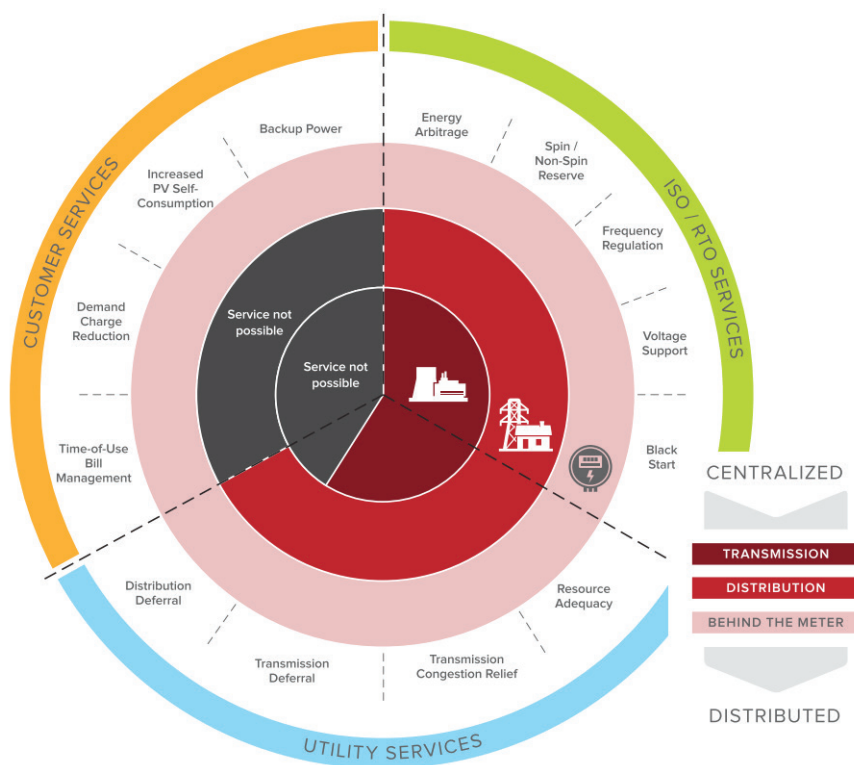 CUSTOMER SERVICES
ISO / RTO SERVICES
UTILITY SERVICES
Backup Power
Increased
PV Self-
Consumption
Demand
Charge
Reduction
Time-of-Use
Bill
Management
Energy
Arbitrage
Spin /
Non-Spin
Reserve
Frequency
Regulation
Voltage
Support
Black
Start
Service not
possible
Service not
possible
Distribution
Deferral
Transmission
Deferral
Transmission
Congestion Relief
Resource
Adequacy
CENTRALIZED
TRANSMISSION
DISTRIBUTION
BEHIND THE METER
DISTRIBUTED